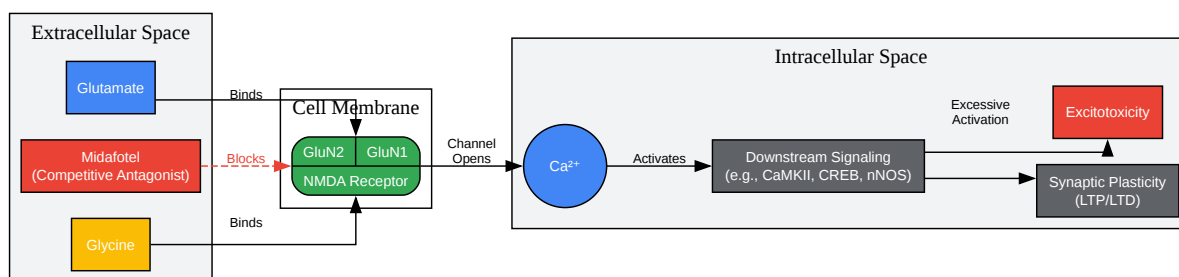 Extracellular Space
Glutamate
Midafotel
(Competitive Antagonist)
Glycine
Binds
Blocks
Binds
Cell Membrane
GluN2
GluN1
NMDA Receptor
Channel
Opens
Intracellular Space
Ca²⁺
Activates
Downstream Signaling
(e.g., CaMKII, CREB, nNOS)
Excessive
Activation
Excitotoxicity
Synaptic Plasticity
(LTP/LTD)